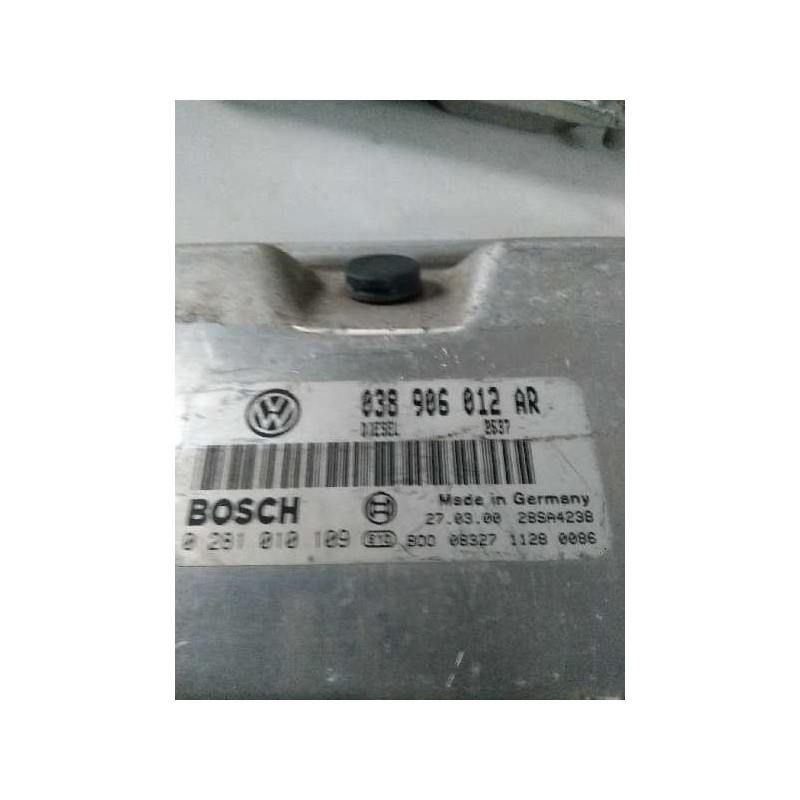 038 906 012 AR
DIESEL 2537
BOSCH
Made in Germany
27.03.00 28SA4238
0 281 010 109 800 08327 1128 0086